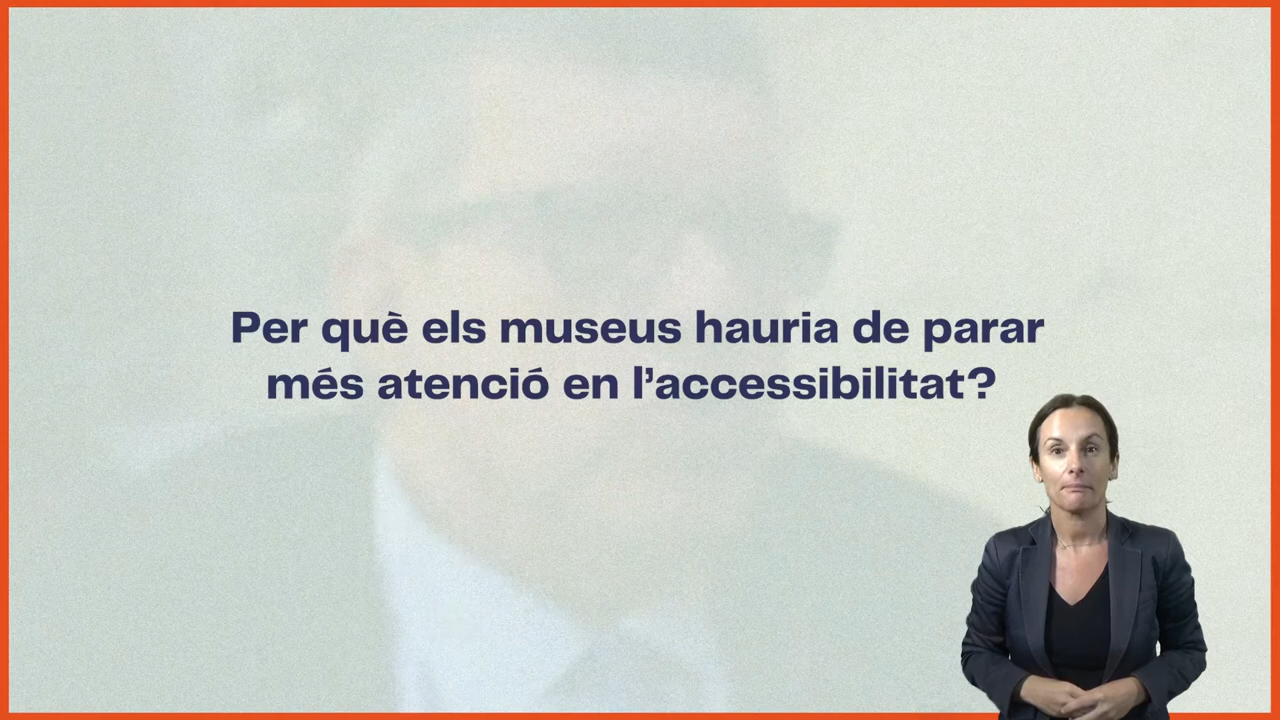 Per què els museus hauria de parar
més atenció en l’accessibilitat?